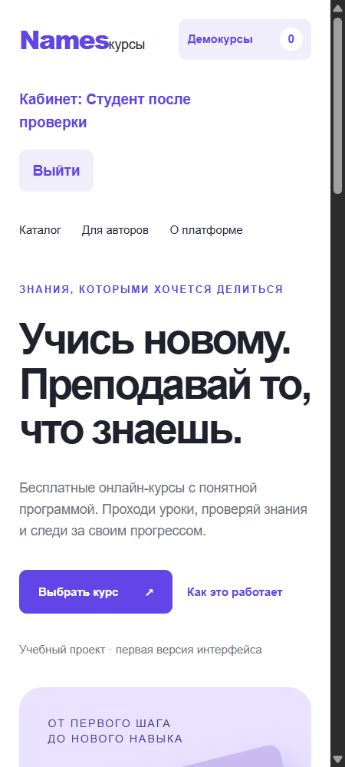 Names курсы
Демокурсы 0
Кабинет: Студент после
проверки
Выйти
Каталог Для авторов О платформе
ЗНАНИЯ, КОТОРЫМИ ХОЧЕТСЯ ДЕЛИТЬСЯ
Учись новому.
Преподавай то,
что знаешь.
Бесплатные онлайн-курсы с понятной
программой. Проходи уроки, проверяй знания
и следи за своим прогрессом.
Выбрать курс ↗ Как это работает
Учебный проект · первая версия интерфейса
ОТ ПЕРВОГО ШАГА
ДО НОВОГО НАВЫКА